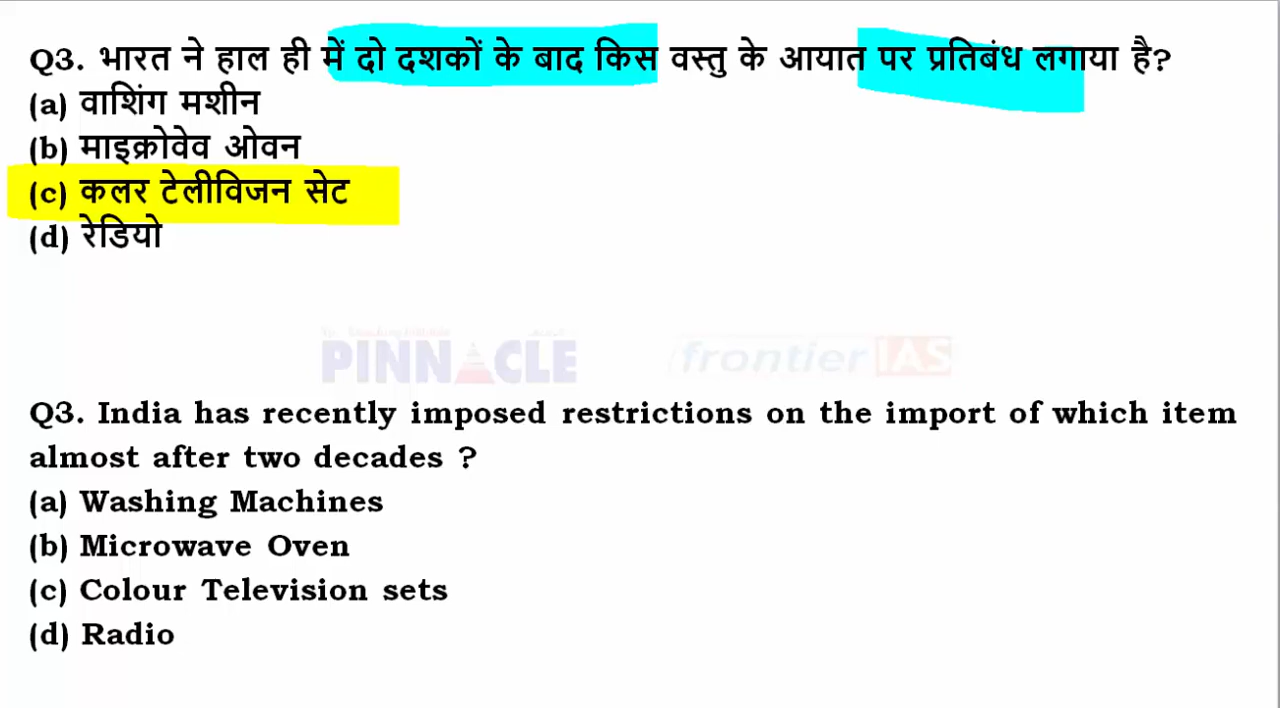 Q3. भारत ने हाल ही में दो दशकों के बाद किस वस्तु के आयात पर प्रतिबंध लगाया है?
(a) वाशिंग मशीन
(b) माइक्रोवेव ओवन
(c) कलर टेलीविजन सेट
(d) रेडियो
PINNACLE frontier IAS
Q3. India has recently imposed restrictions on the import of which item
almost after two decades ?
(a) Washing Machines
(b) Microwave Oven
(c) Colour Television sets
(d) Radio